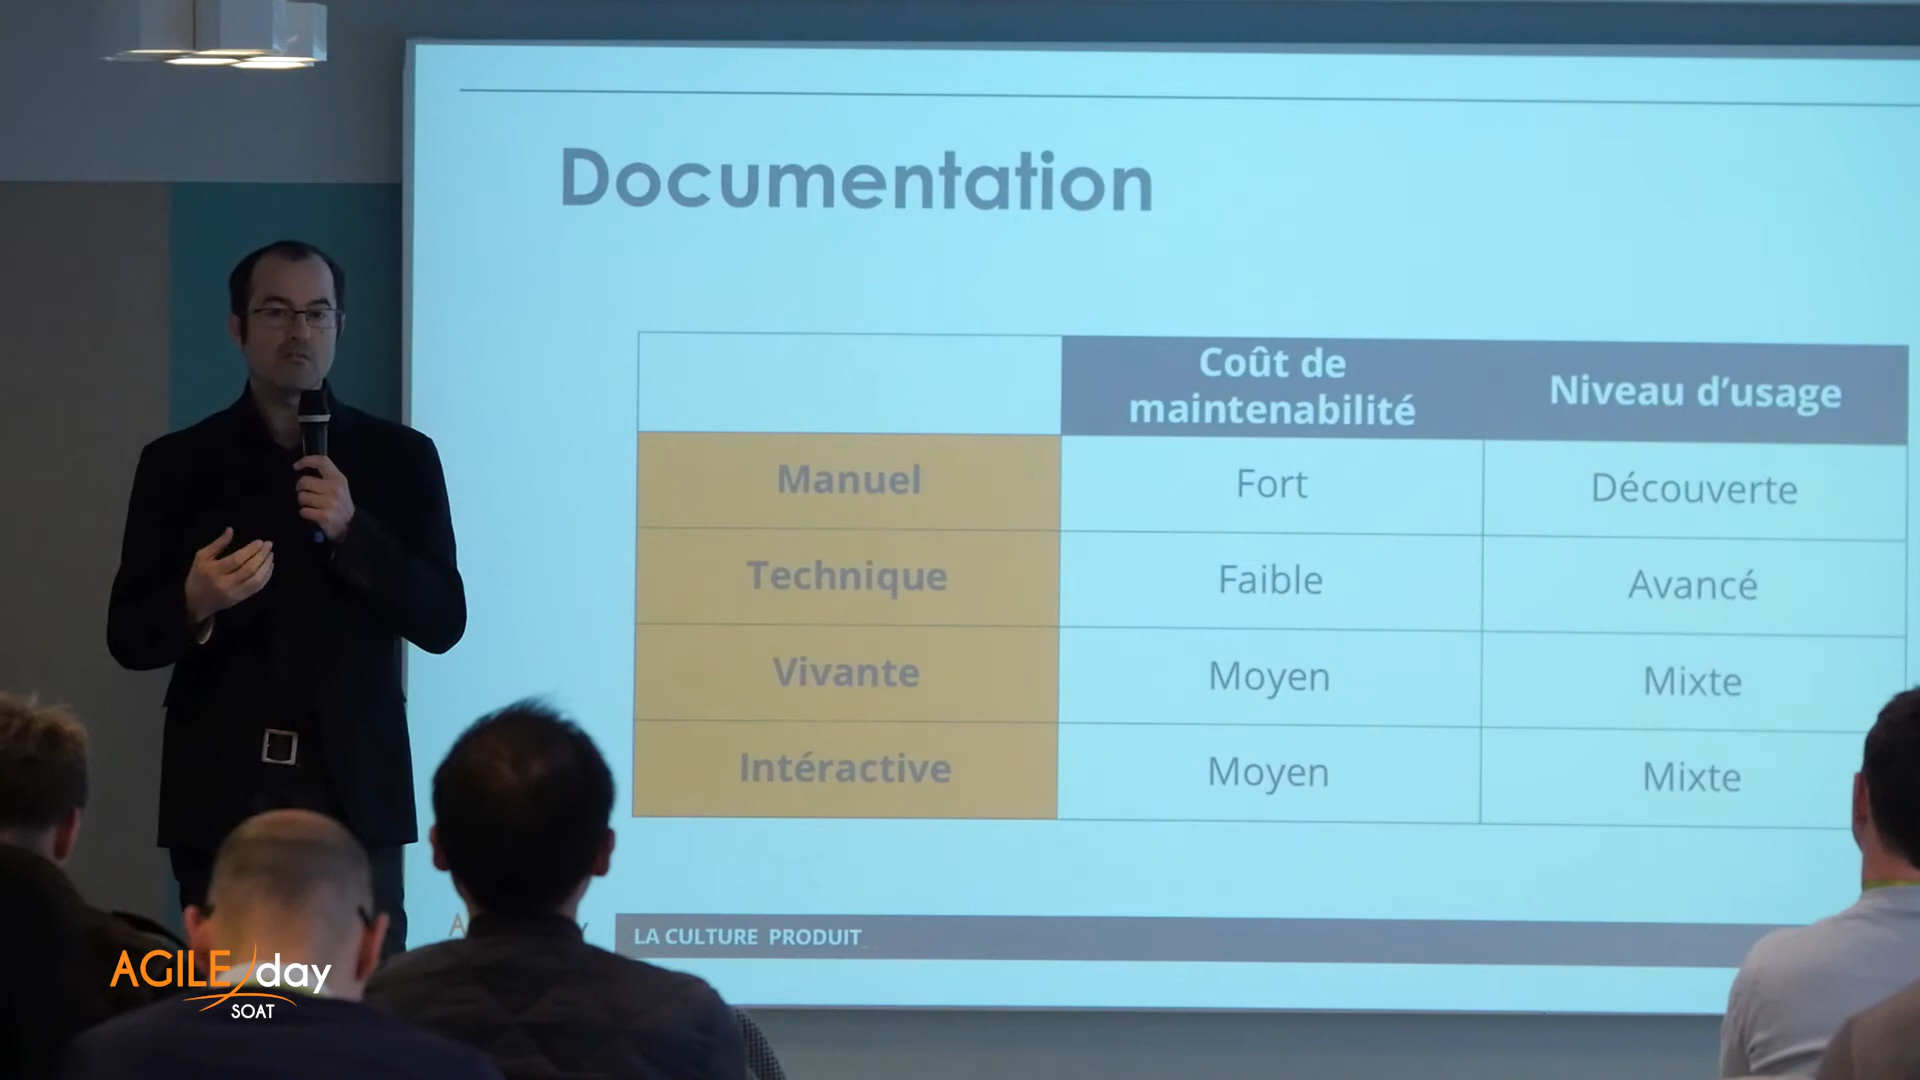 Documentation
Coût de
maintenabilité
Niveau d'usage
Manuel Fort Découverte
Technique Faible Avancé
Vivante Moyen Mixte
Intéractive Moyen Mixte
LA CULTURE PRODUIT
AGILE day
SOAT